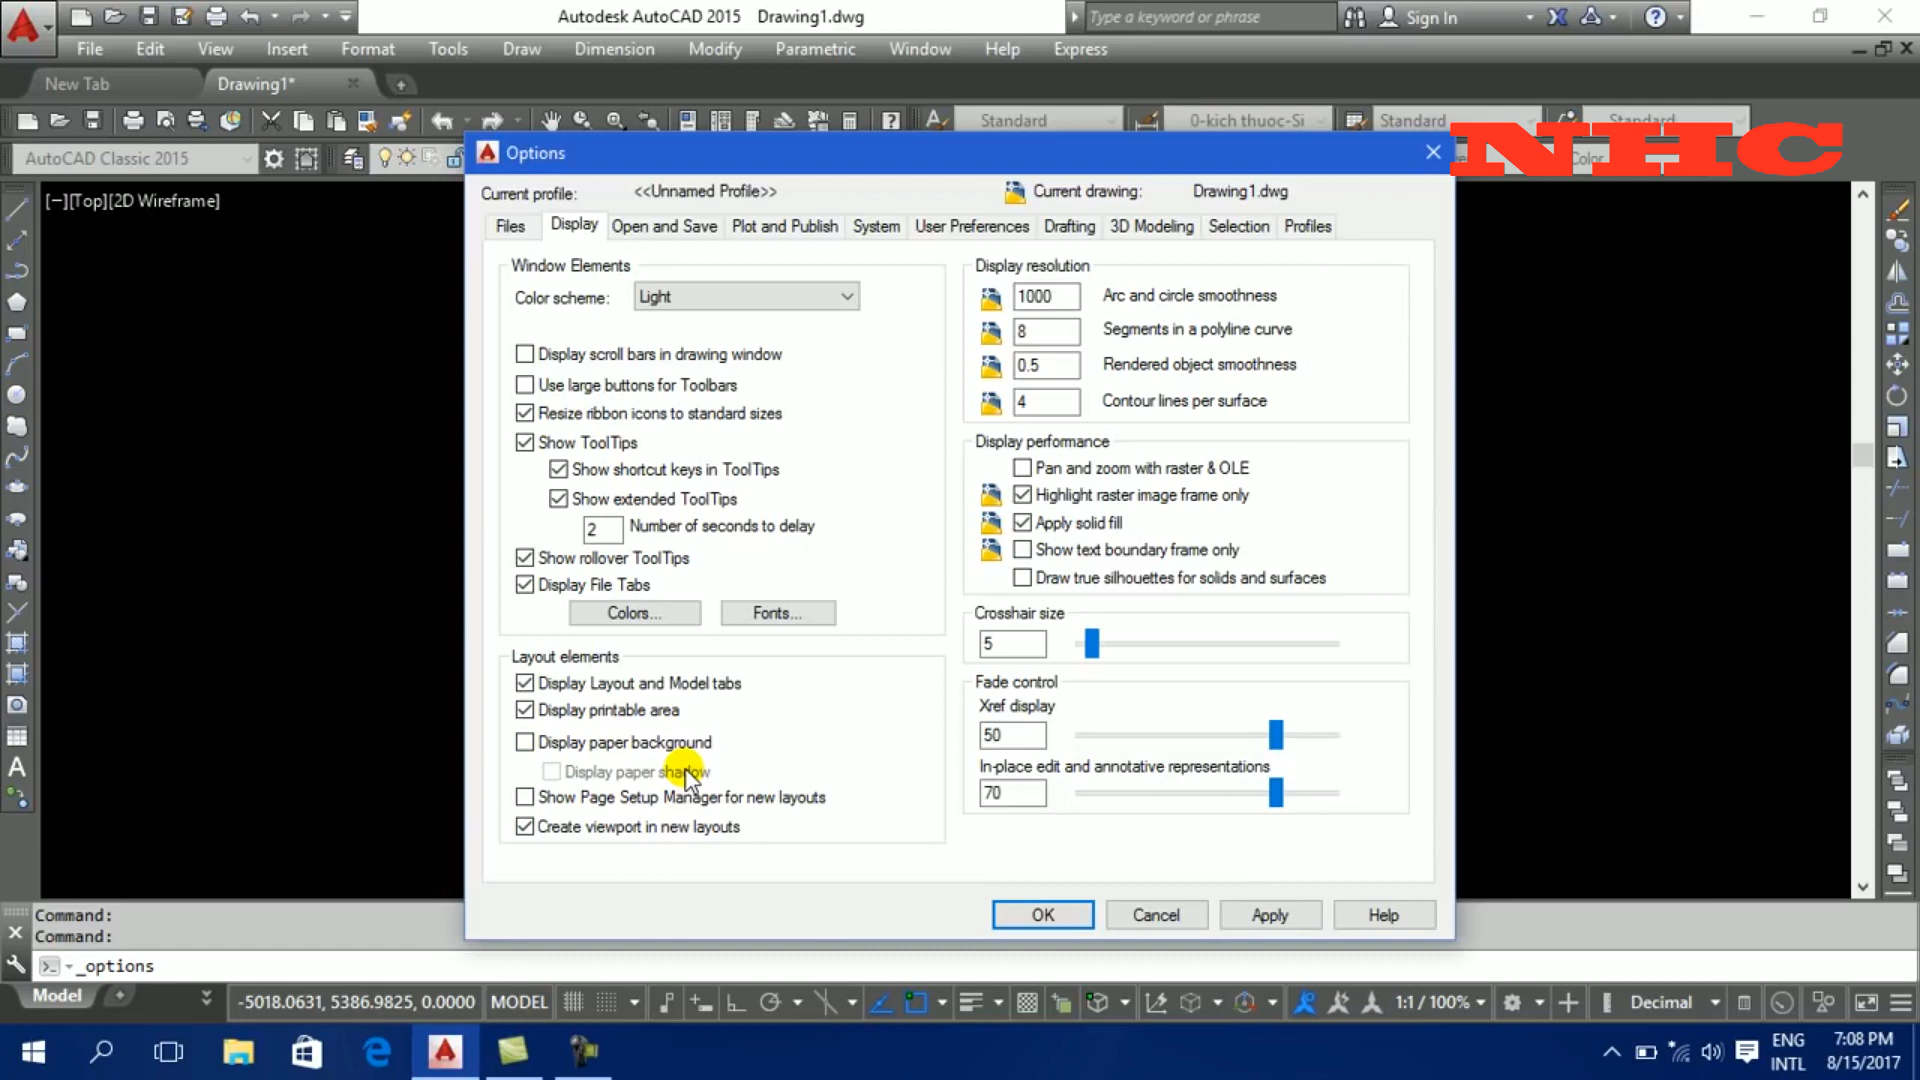 Autodesk AutoCAD 2015 Drawing1.dwg
Type a keyword or phrase
Sign In
File Edit View Insert Format Tools Draw Dimension Modify Parametric Window Help Express
New Tab Drawing1*
Standard 0-kich thuoc-Si Standard Standard
AutoCAD Classic 2015
NHC
Color
[−][Top][2D Wireframe]
Options
Current profile: <<Unnamed Profile>> Current drawing: Drawing1.dwg
Files Display Open and Save Plot and Publish System User Preferences Drafting 3D Modeling Selection Profiles
Window Elements
Color scheme: Light
Display scroll bars in drawing window
Use large buttons for Toolbars
Resize ribbon icons to standard sizes
Show ToolTips
Show shortcut keys in ToolTips
Show extended ToolTips
2 Number of seconds to delay
Show rollover ToolTips
Display File Tabs
Colors... Fonts...
Layout elements
Display Layout and Model tabs
Display printable area
Display paper background
Display paper shadow
Show Page Setup Manager for new layouts
Create viewport in new layouts
Display resolution
1000 Arc and circle smoothness
8 Segments in a polyline curve
0.5 Rendered object smoothness
4 Contour lines per surface
Display performance
Pan and zoom with raster & OLE
Highlight raster image frame only
Apply solid fill
Show text boundary frame only
Draw true silhouettes for solids and surfaces
Crosshair size
5
Fade control
Xref display
50
In-place edit and annotative representations
70
OK Cancel Apply Help
Command:
Command:
_options
Model
-5018.0631, 5386.9825, 0.0000 MODEL
1:1 / 100%
Decimal
ENG
INTL
7:08 PM
8/15/2017